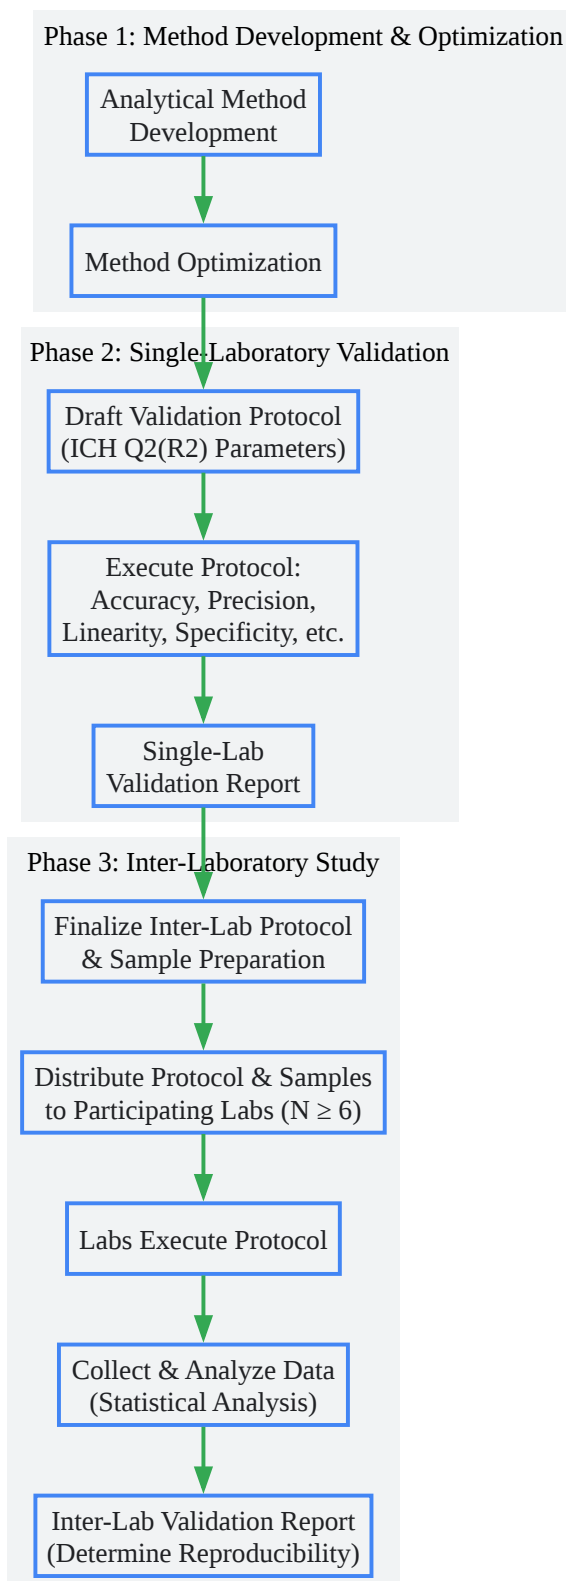 Phase 1: Method Development & Optimization
Analytical Method
Development
Method Optimization
Phase 2: Single-Laboratory Validation
Draft Validation Protocol
(ICH Q2(R2) Parameters)
Execute Protocol:
Accuracy, Precision,
Linearity, Specificity, etc.
Single-Lab
Validation Report
Phase 3: Inter-Laboratory Study
Finalize Inter-Lab Protocol
& Sample Preparation
Distribute Protocol & Samples
to Participating Labs (N ≥ 6)
Labs Execute Protocol
Collect & Analyze Data
(Statistical Analysis)
Inter-Lab Validation Report
(Determine Reproducibility)